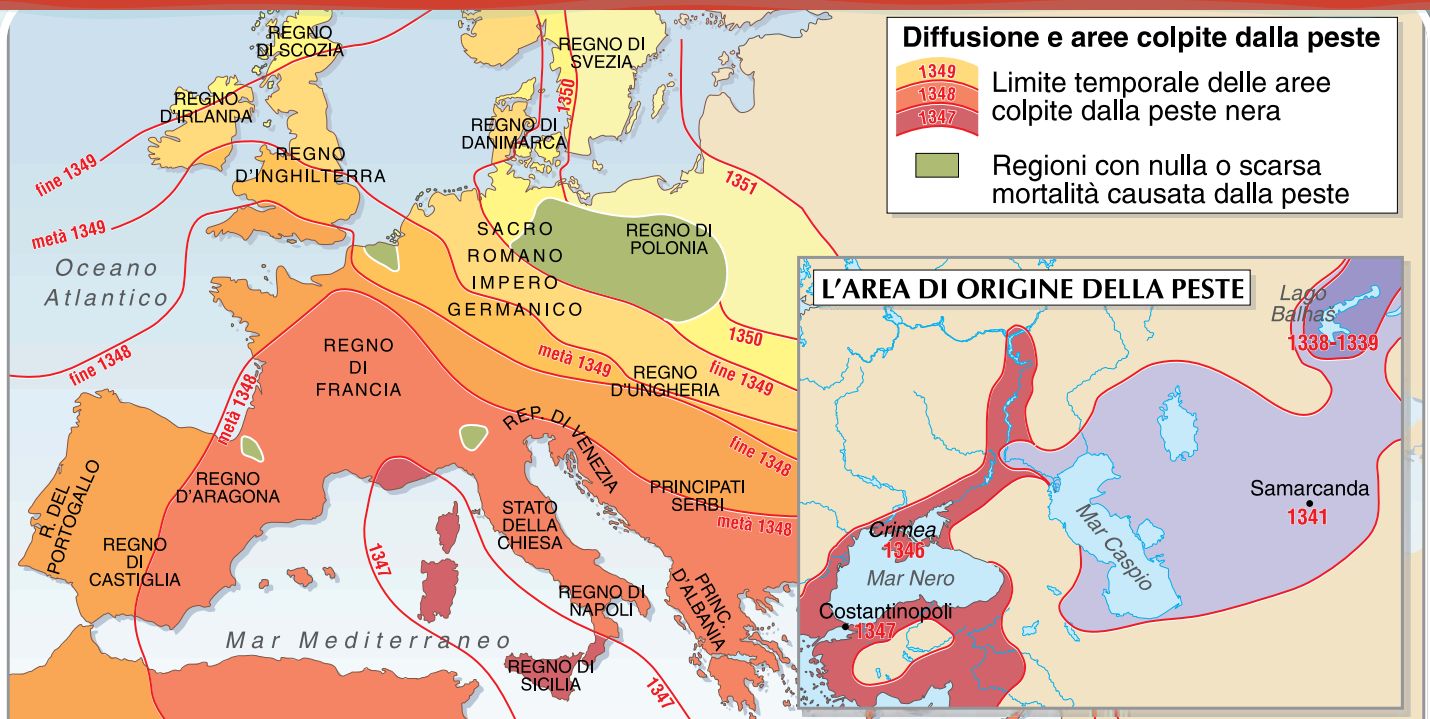 Diffusione e aree colpite dalla peste
1349
1348
1347
Limite temporale delle aree
colpite dalla peste nera
Regioni con nulla o scarsa
mortalità causata dalla peste
REGNO
DI SCOZIA
REGNO DI
SVEZIA
1350
REGNO
D'IRLANDA
REGNO DI
DANIMARCA
fine 1349
REGNO
D'INGHILTERRA
1351
metà 1349
SACRO
ROMANO
IMPERO
GERMANICO
REGNO DI
POLONIA
Oceano
Atlantico
1350
fine 1348
REGNO
DI
FRANCIA
metà 1349
fine 1349
REGNO
D'UNGHERIA
metà 1348
REP. DI VENEZIA
fine 1348
R. DEL
PORTOGALLO
REGNO
D'ARAGONA
PRINCIPATI
SERBI
metà 1348
STATO
DELLA
CHIESA
REGNO
DI
CASTIGLIA
1347
REGNO DI
NAPOLI
PRINC.
D'ALBANIA
Mar Mediterraneo
REGNO DI
SICILIA
1347
L'AREA DI ORIGINE DELLA PESTE
Lago
Balhaš
1338-1339
Samarcanda
1341
Mar Caspio
Crimea
1346
Mar Nero
Costantinopoli
1347